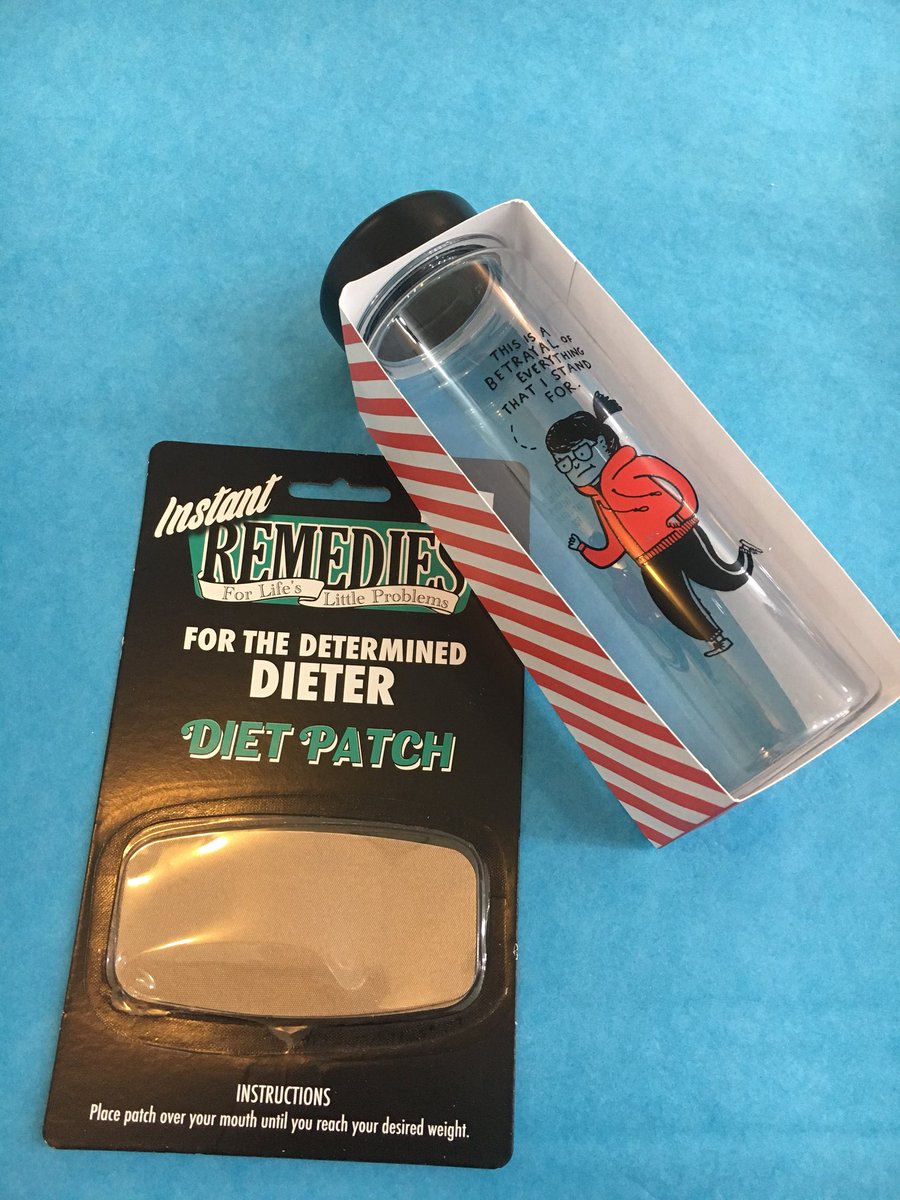 THIS IS A
BETRAYAL OF
EVERYTHING
THAT I STAND
FOR.
Instant
REMEDIES
For Life's Little Problems
FOR THE DETERMINED
DIETER
DIET PATCH
INSTRUCTIONS
Place patch over your mouth until you reach your desired weight.